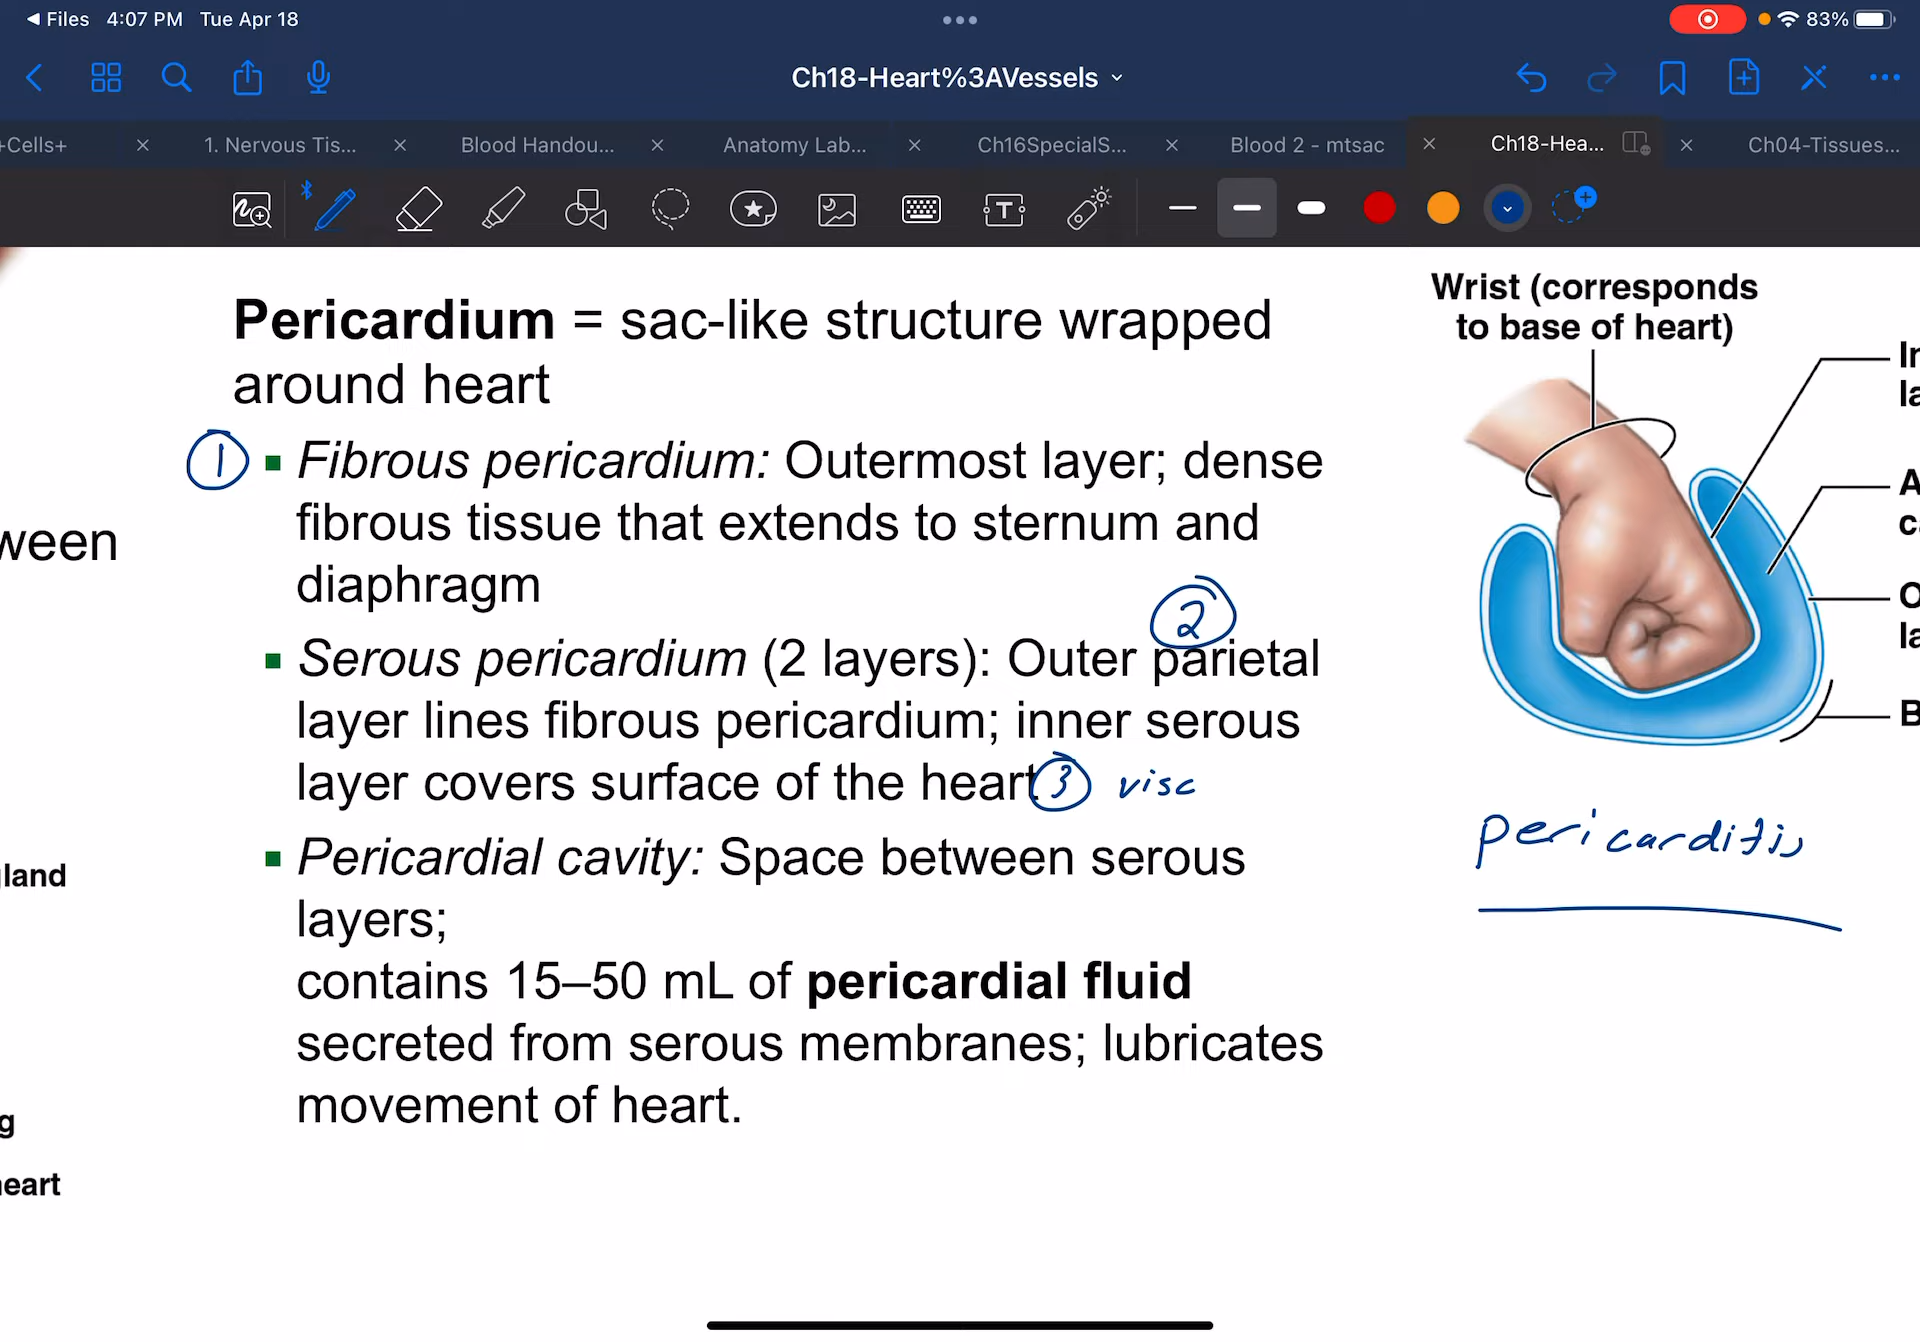 Files 4:07 PM Tue Apr 18
83%
Ch18-Heart%3AVessels
+Cells+
1. Nervous Tis...
Blood Handou...
Anatomy Lab...
Ch16SpecialS...
Blood 2 - mtsac
Ch18-Hea...
Ch04-Tissues...
Pericardium = sac-like structure wrapped
around heart
1
Fibrous pericardium: Outermost layer; dense
fibrous tissue that extends to sternum and
diaphragm
2
Serous pericardium (2 layers): Outer parietal
layer lines fibrous pericardium; inner serous
layer covers surface of the heart 3 visc
Pericardial cavity: Space between serous
layers;
contains 15–50 mL of pericardial fluid
secreted from serous membranes; lubricates
movement of heart.
Wrist (corresponds
to base of heart)
pericarditis